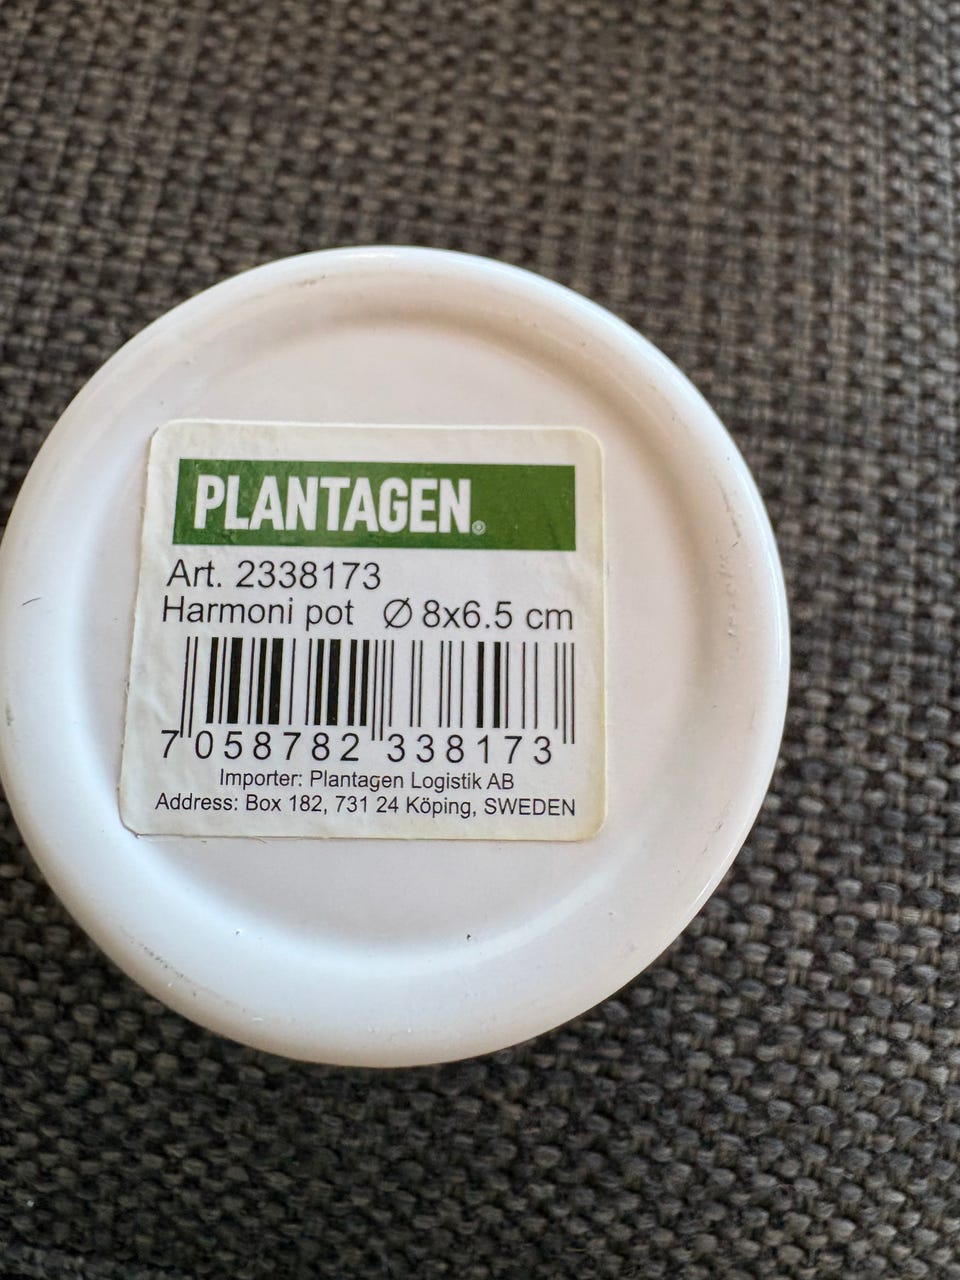 PLANTAGEN®
Art. 2338173
Harmoni pot Ø 8x6.5 cm
7 058782 338173
Importer: Plantagen Logistik AB
Address: Box 182, 731 24 Köping, SWEDEN